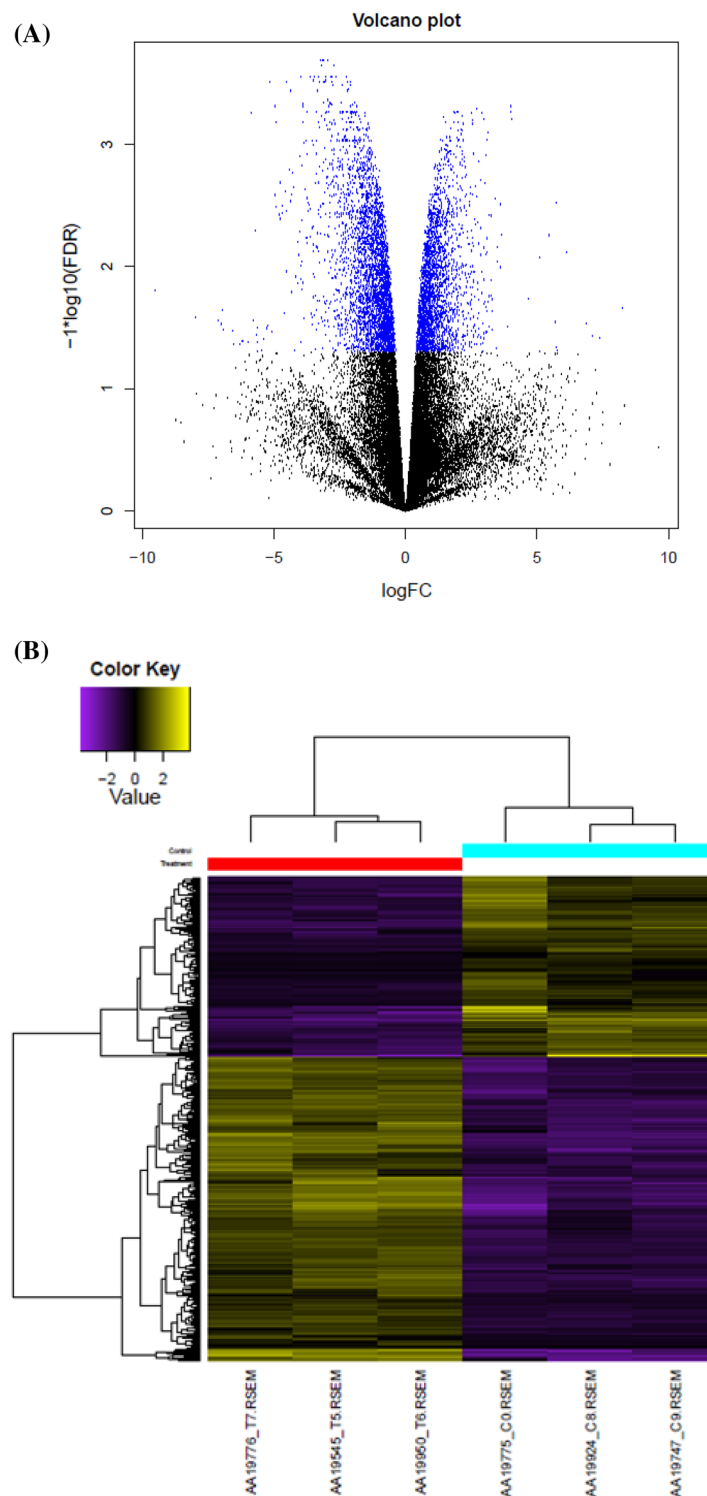 (A)
Volcano plot
−1*log10(FDR)
3
2
1
0
−10 −5 0 5 10
logFC
(B)
Color Key
−2 0 2
Value
Control
Treatment
AA19776_T7.RSEM
AA19545_T5.RSEM
AA19950_T6.RSEM
AA19775_C0.RSEM
AA19924_C8.RSEM
AA19747_C9.RSEM